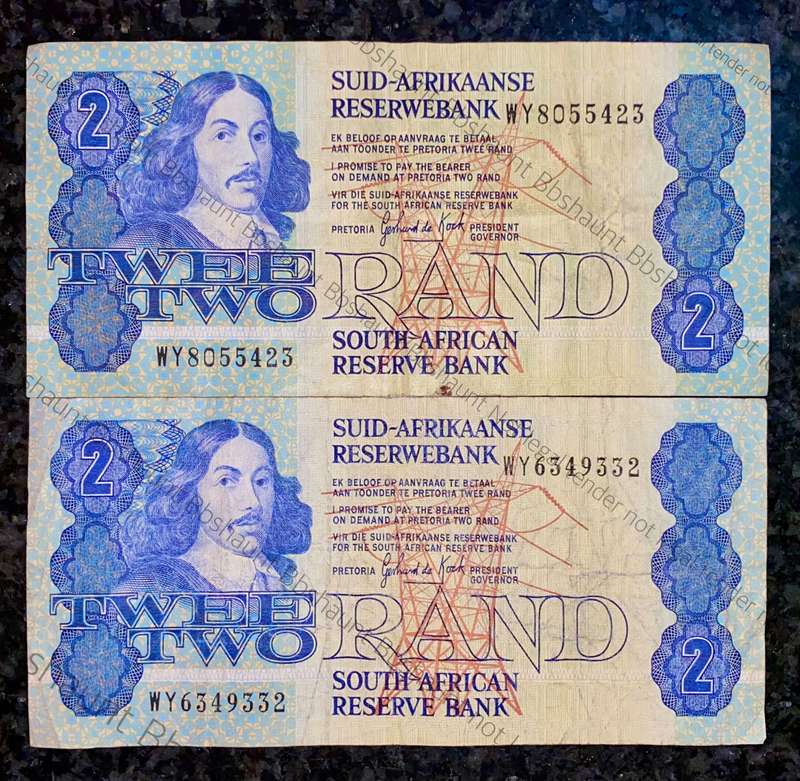 2
SUID-AFRIKAANSE
RESERWEBANK WY8055423
EK BELOOF OP AANVRAAG TE BETAAL
AAN TOONDER TE PRETORIA TWEE RAND
I PROMISE TO PAY THE BEARER
ON DEMAND AT PRETORIA TWO RAND
VIR DIE SUID-AFRIKAANSE RESERWEBANK
FOR THE SOUTH AFRICAN RESERVE BANK
PRETORIA Gerhard de Kock PRESIDENT
GOVERNOR
TWEE
TWO RAND
2
SOUTH AFRICAN
RESERVE BANK
WY8055423
2
SUID-AFRIKAANSE
RESERWEBANK WY6349332
EK BELOOF OP AANVRAAG TE BETAAL
AAN TOONDER TE PRETORIA TWEE RAND
I PROMISE TO PAY THE BEARER
ON DEMAND AT PRETORIA TWO RAND
VIR DIE SUID-AFRIKAANSE RESERWEBANK
FOR THE SOUTH AFRICAN RESERVE BANK
PRETORIA Gerhard de Kock PRESIDENT
GOVERNOR
TWEE
TWO RAND
2
SOUTH AFRICAN
RESERVE BANK
WY6349332
Bbshaunt Bbshaunt Bbshaunt